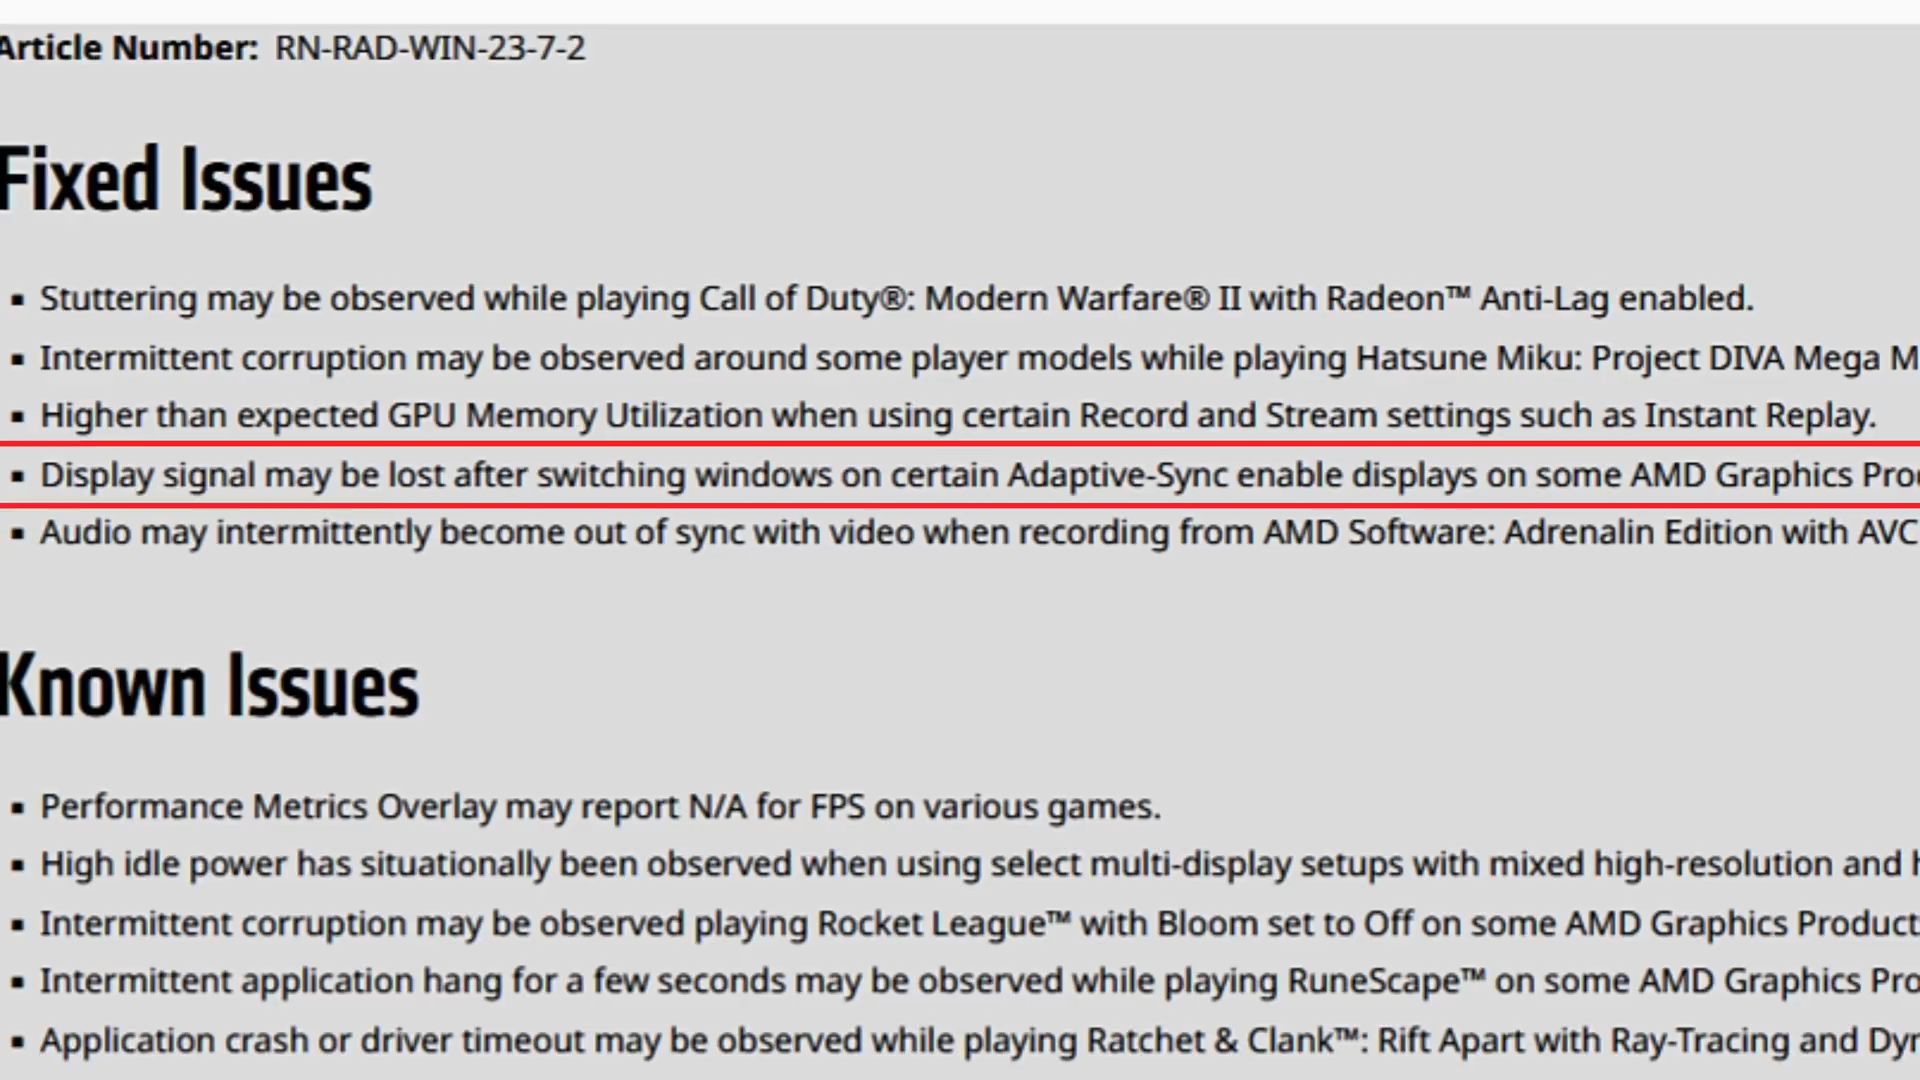 Article Number: RN-RAD-WIN-23-7-2
Fixed Issues
▪ Stuttering may be observed while playing Call of Duty®: Modern Warfare® II with Radeon™ Anti-Lag enabled.
▪ Intermittent corruption may be observed around some player models while playing Hatsune Miku: Project DIVA Mega M
▪ Higher than expected GPU Memory Utilization when using certain Record and Stream settings such as Instant Replay.
▪ Display signal may be lost after switching windows on certain Adaptive-Sync enable displays on some AMD Graphics Pro
▪ Audio may intermittently become out of sync with video when recording from AMD Software: Adrenalin Edition with AVC
Known Issues
▪ Performance Metrics Overlay may report N/A for FPS on various games.
▪ High idle power has situationally been observed when using select multi-display setups with mixed high-resolution and h
▪ Intermittent corruption may be observed playing Rocket League™ with Bloom set to Off on some AMD Graphics Product
▪ Intermittent application hang for a few seconds may be observed while playing RuneScape™ on some AMD Graphics Pro
▪ Application crash or driver timeout may be observed while playing Ratchet & Clank™: Rift Apart with Ray-Tracing and Dyn